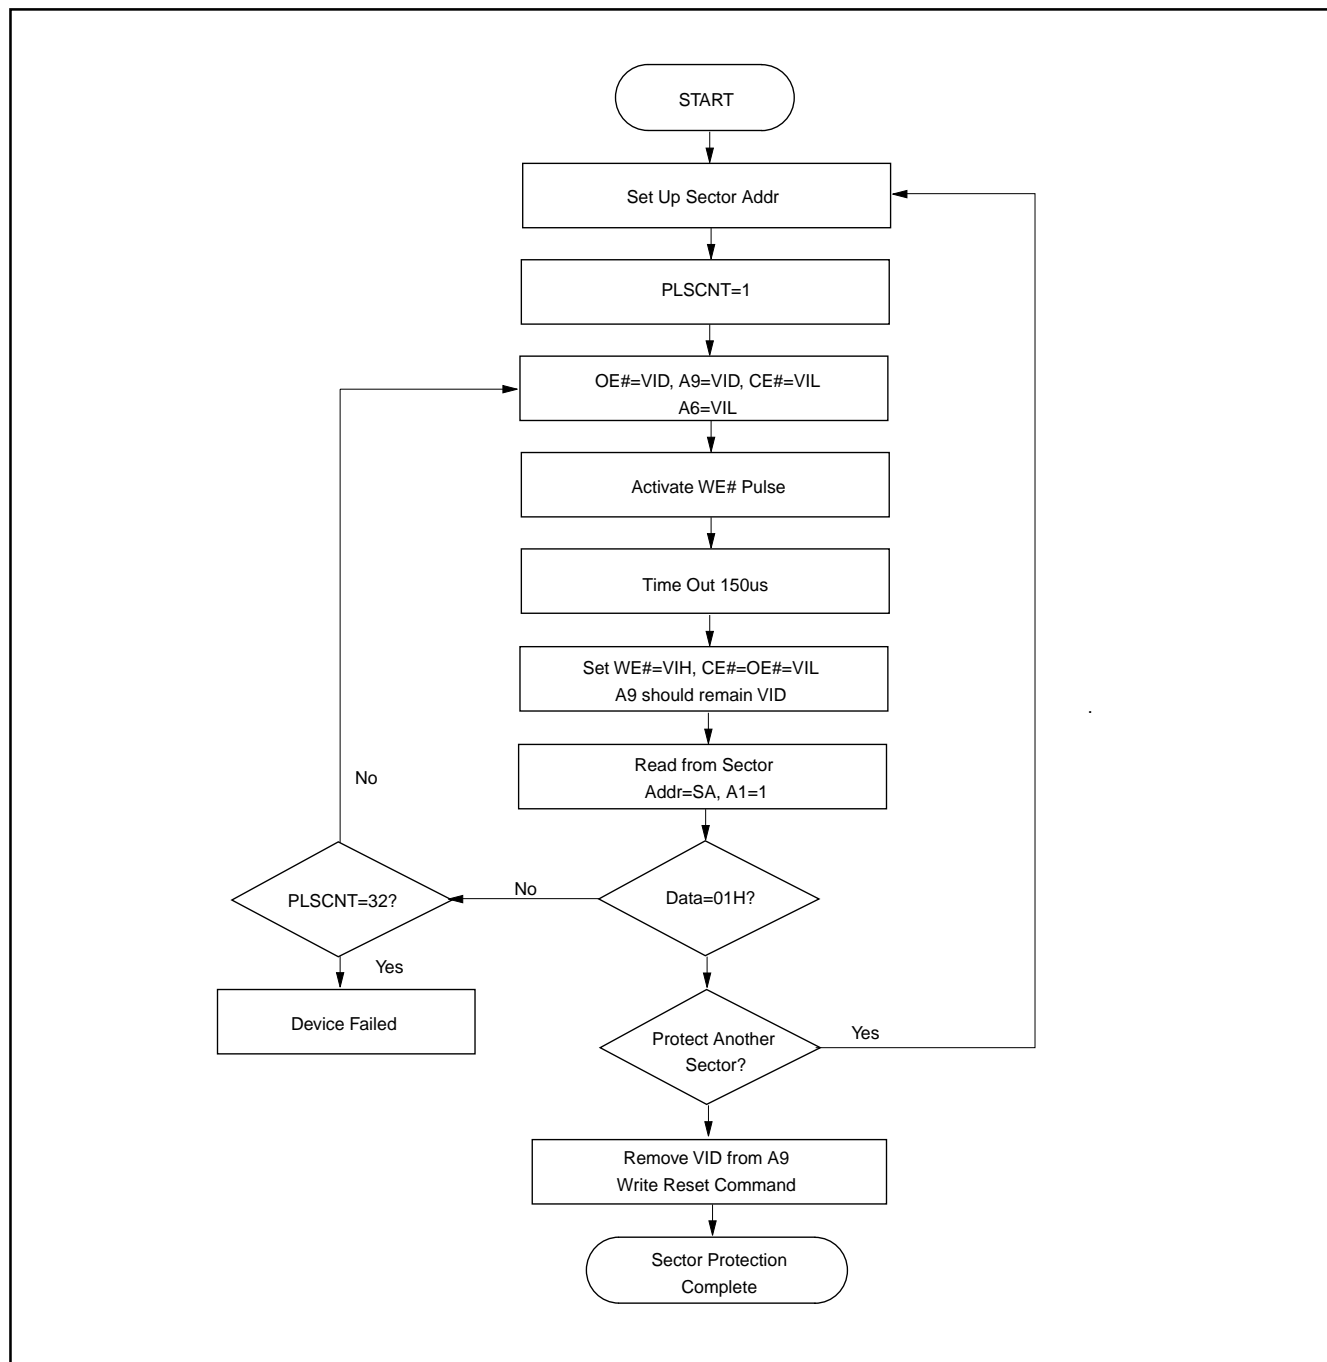 START
Set Up Sector Addr
PLSCNT=1
OE#=VID, A9=VID, CE#=VIL
A6=VIL
Activate WE# Pulse
Time Out 150us
Set WE#=VIH, CE#=OE#=VIL
A9 should remain VID
.
Read from Sector
Addr=SA, A1=1
No
PLSCNT=32?
No
Data=01H?
Yes
Device Failed
Protect Another
Sector?
Yes
Remove VID from A9
Write Reset Command
Sector Protection
Complete